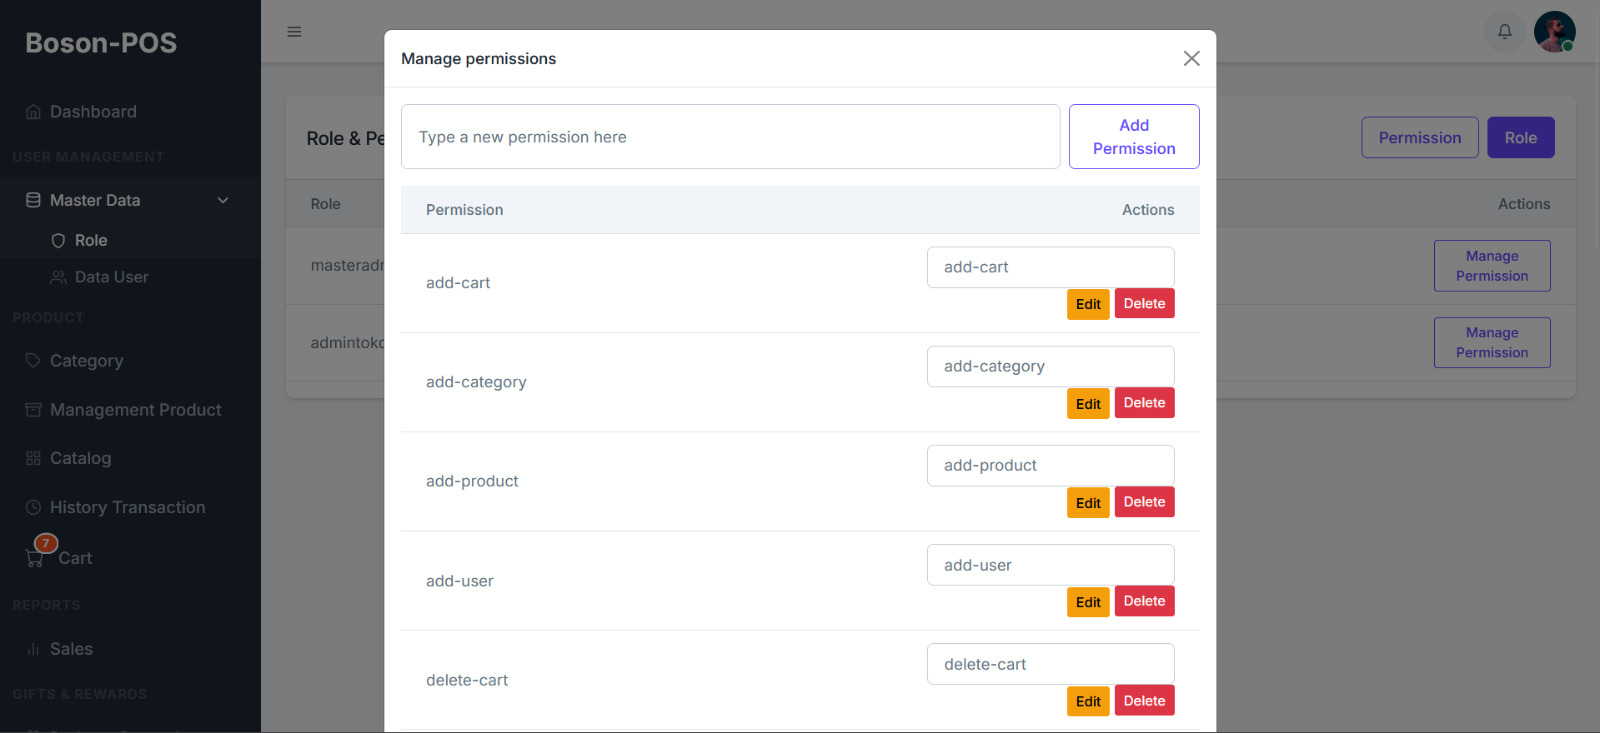 Boson-POS
Dashboard
USER MANAGEMENT
Master Data
Role
Data User
PRODUCT
Category
Management Product
Catalog
History Transaction
7
Cart
REPORTS
Sales
GIFTS & REWARDS
Manage permissions
Type a new permission here
Add
Permission
Permission
Actions
add-cart
add-cart
Edit
Delete
add-category
add-category
Edit
Delete
add-product
add-product
Edit
Delete
add-user
add-user
Edit
Delete
delete-cart
delete-cart
Edit
Delete
Role & Pe
Permission
Role
Role
Actions
masteradm
Manage
Permission
admintoko
Manage
Permission